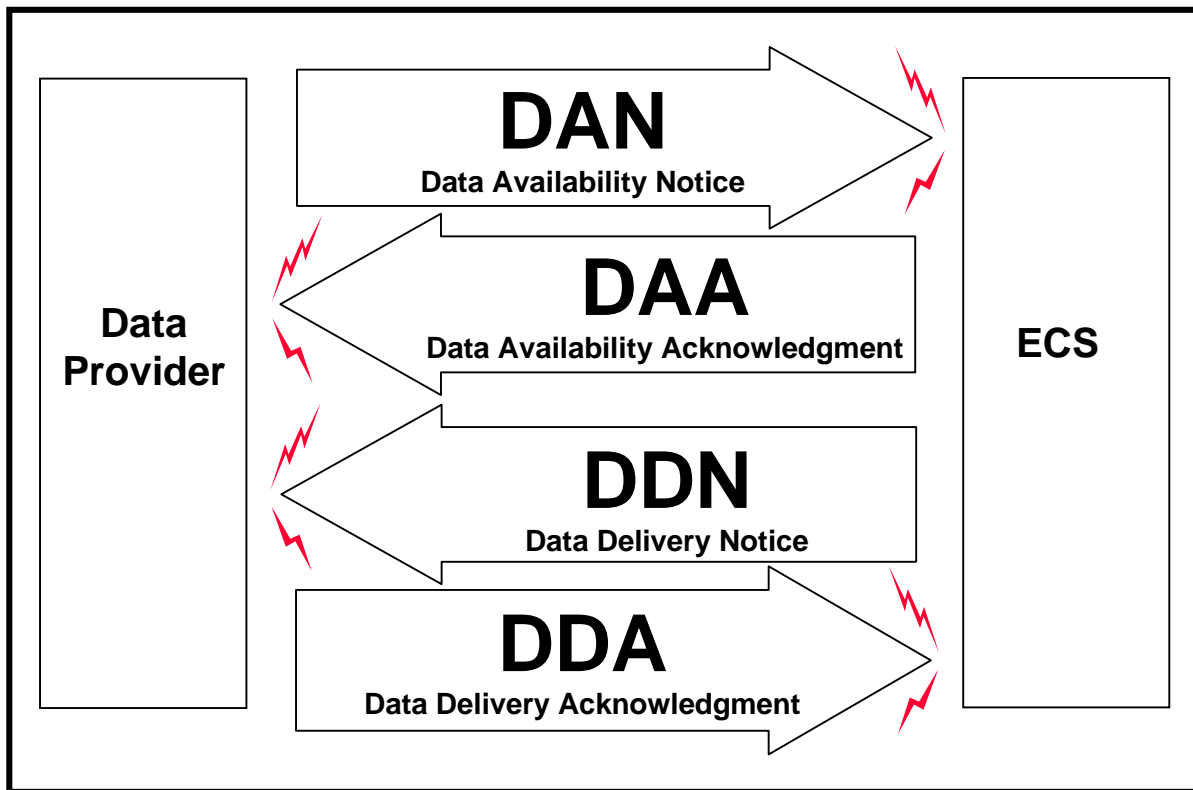 DAN
Data Availability Notice
DAA
Data Availability Acknowledgment
Data
Provider
ECS
DDN
Data Delivery Notice
DDA
Data Delivery Acknowledgment